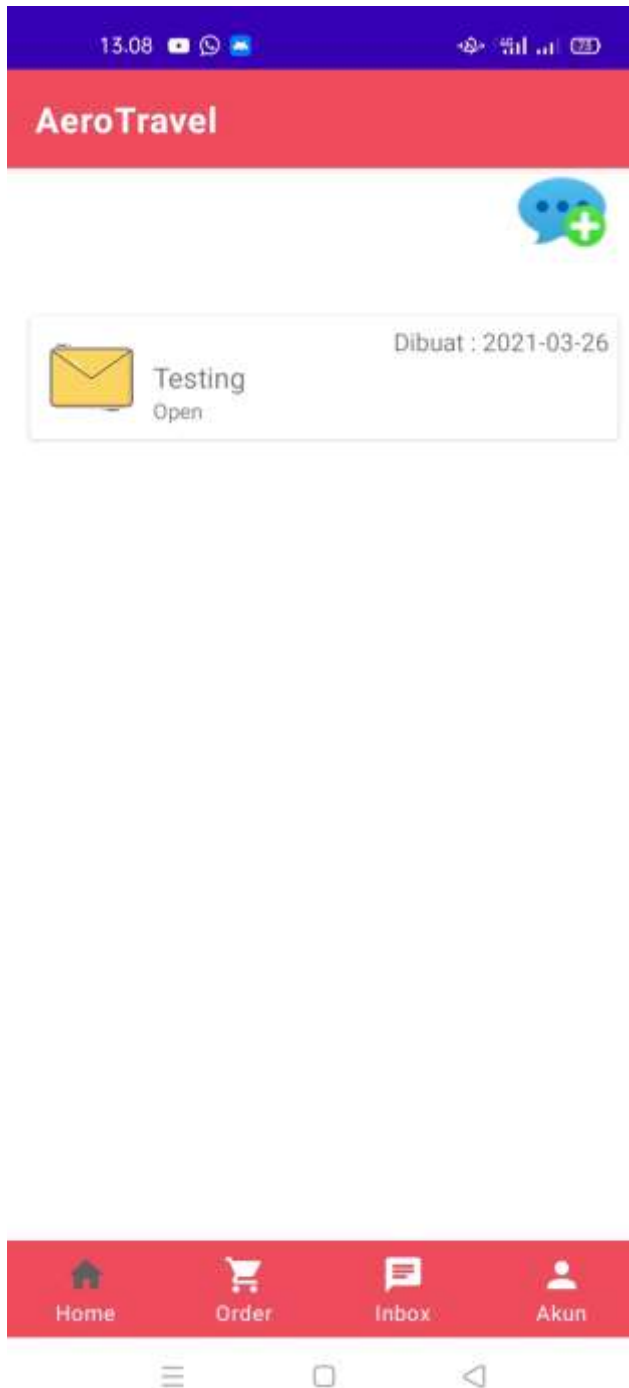 13.08
AeroTravel
Dibuat : 2021-03-26
Testing
Open
Home Order Inbox Akun